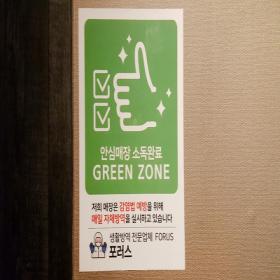 안심매장 소독완료
GREEN ZONE
저희 매장은 감염법 예방을 위해
매일 자체방역을 실시하고 있습니다
생활방역 전문업체 FORUS
포러스